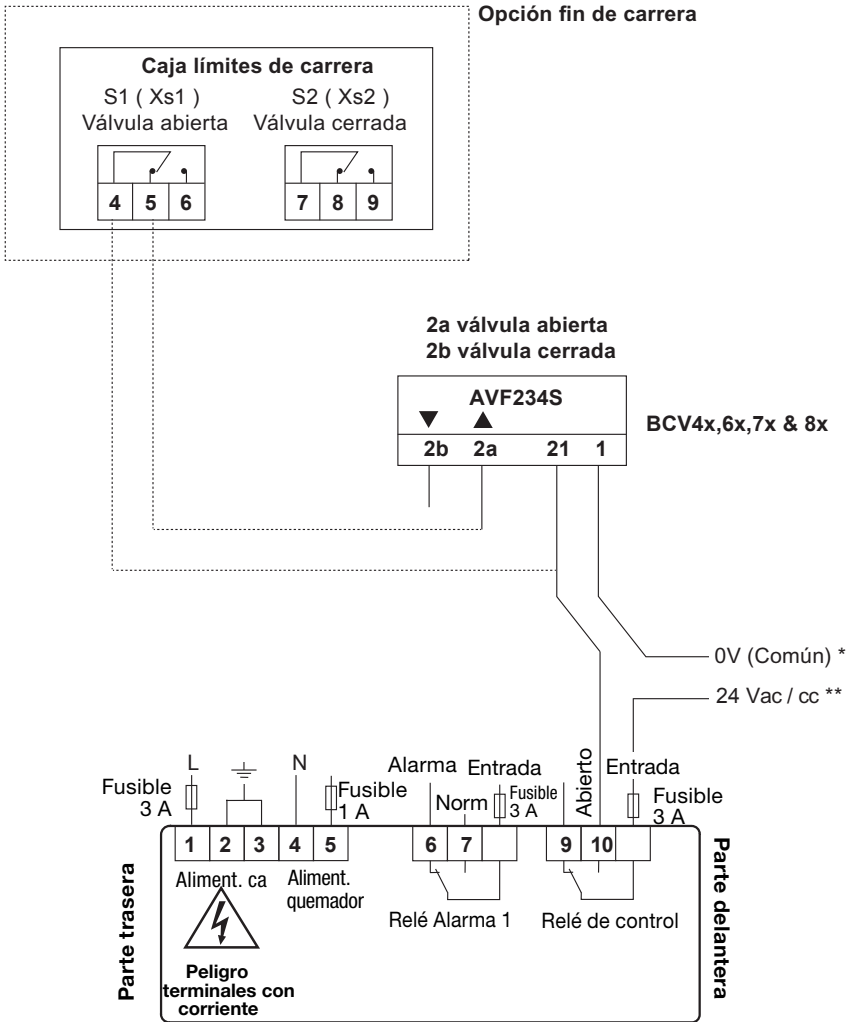 Opción fin de carrera
Caja límites de carrera
S1 ( Xs1 )
Válvula abierta
S2 ( Xs2 )
Válvula cerrada
4 5 6
7 8 9
2a válvula abierta
2b válvula cerrada
AVF234S
▼ ▲
2b 2a 21 1
BCV4x,6x,7x & 8x
0V (Común) *
24 Vac / cc **
L
N
Fusible
3 A
Fusible
1 A
Alarma
Norm
Entrada
Fusible
3 A
Abierto
Entrada
Fusible
3 A
1 2 3 4 5
6 7
9 10
Aliment. ca
Aliment.
quemador
Relé Alarma 1
Relé de control
Parte trasera
Parte delantera
Peligro
terminales con
corriente